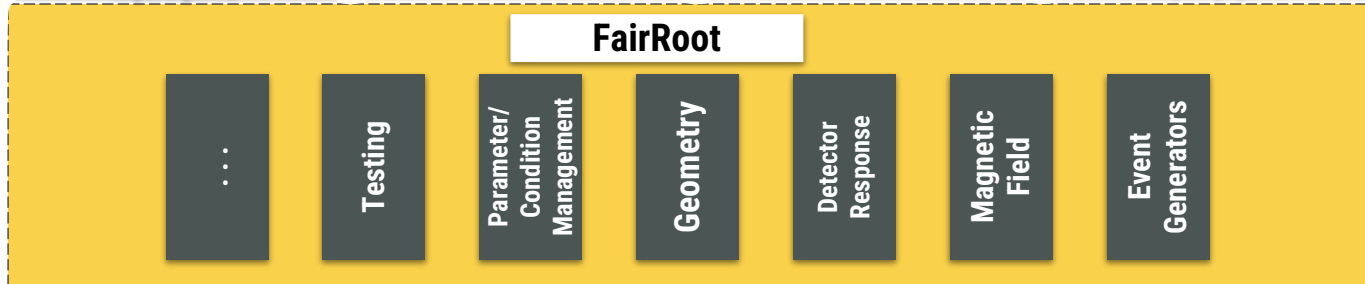 FairRoot
...
Testing
Parameter/
Condition
Management
Geometry
Detector
Response
Magnetic
Field
Event
Generators